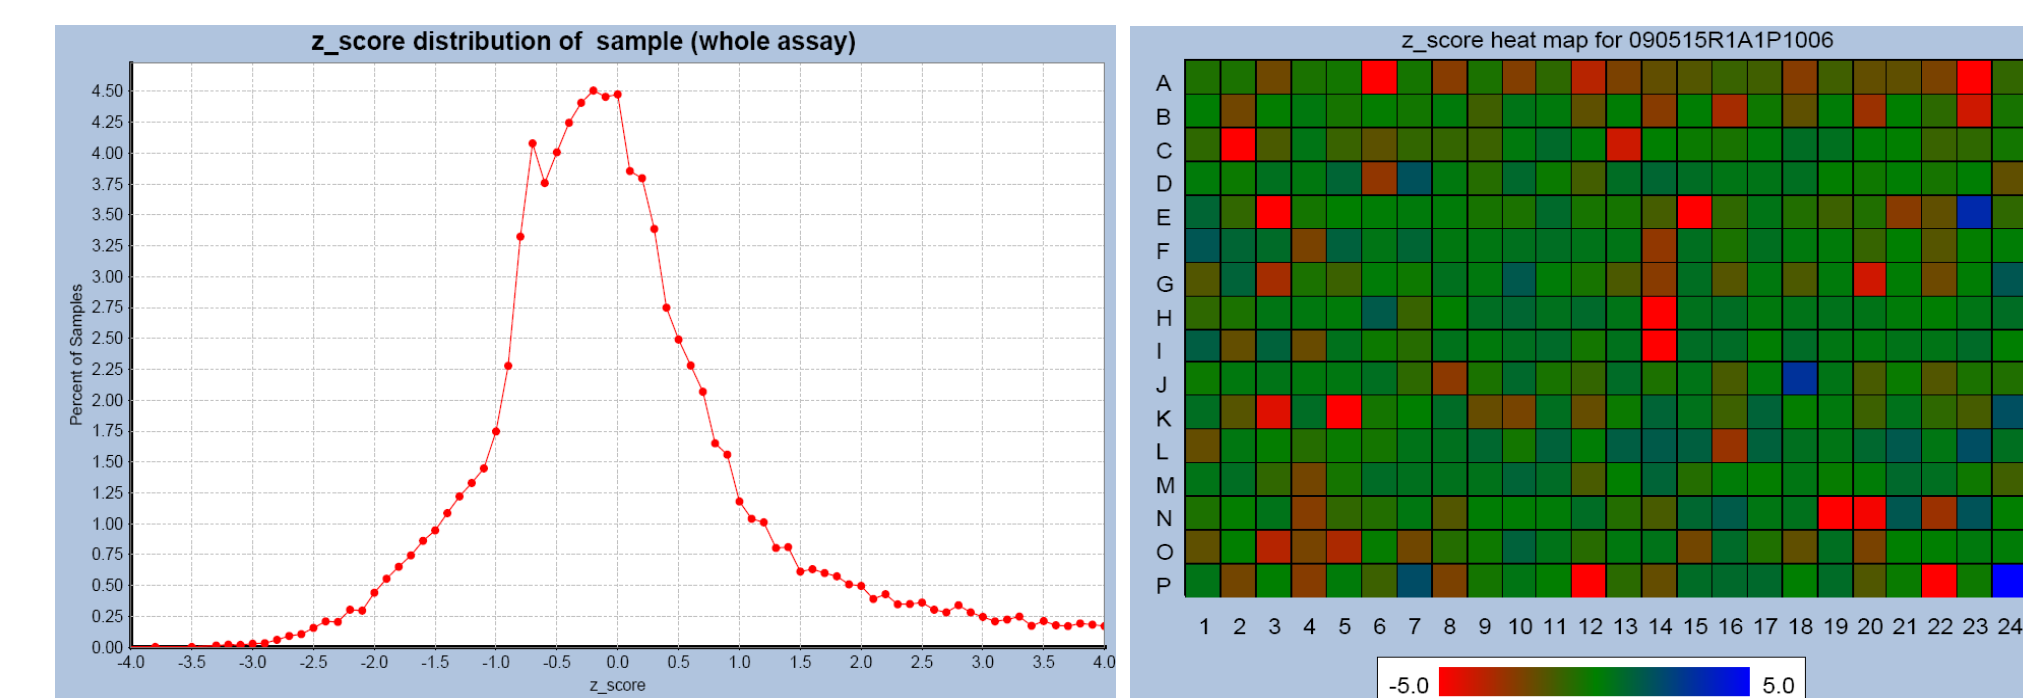 z_score distribution of sample (whole assay)
4.50
4.25
4.00
3.75
3.50
3.25
3.00
2.75
2.50
2.25
2.00
1.75
1.50
1.25
1.00
0.75
0.50
0.25
0.00
Percent of Samples
-4.0 -3.5 -3.0 -2.5 -2.0 -1.5 -1.0 -0.5 0.0 0.5 1.0 1.5 2.0 2.5 3.0 3.5 4.0
z_score
z_score heat map for 090515R1A1P1006
A
B
C
D
E
F
G
H
I
J
K
L
M
N
O
P
1 2 3 4 5 6 7 8 9 10 11 12 13 14 15 16 17 18 19 20 21 22 23 24
-5.0 5.0